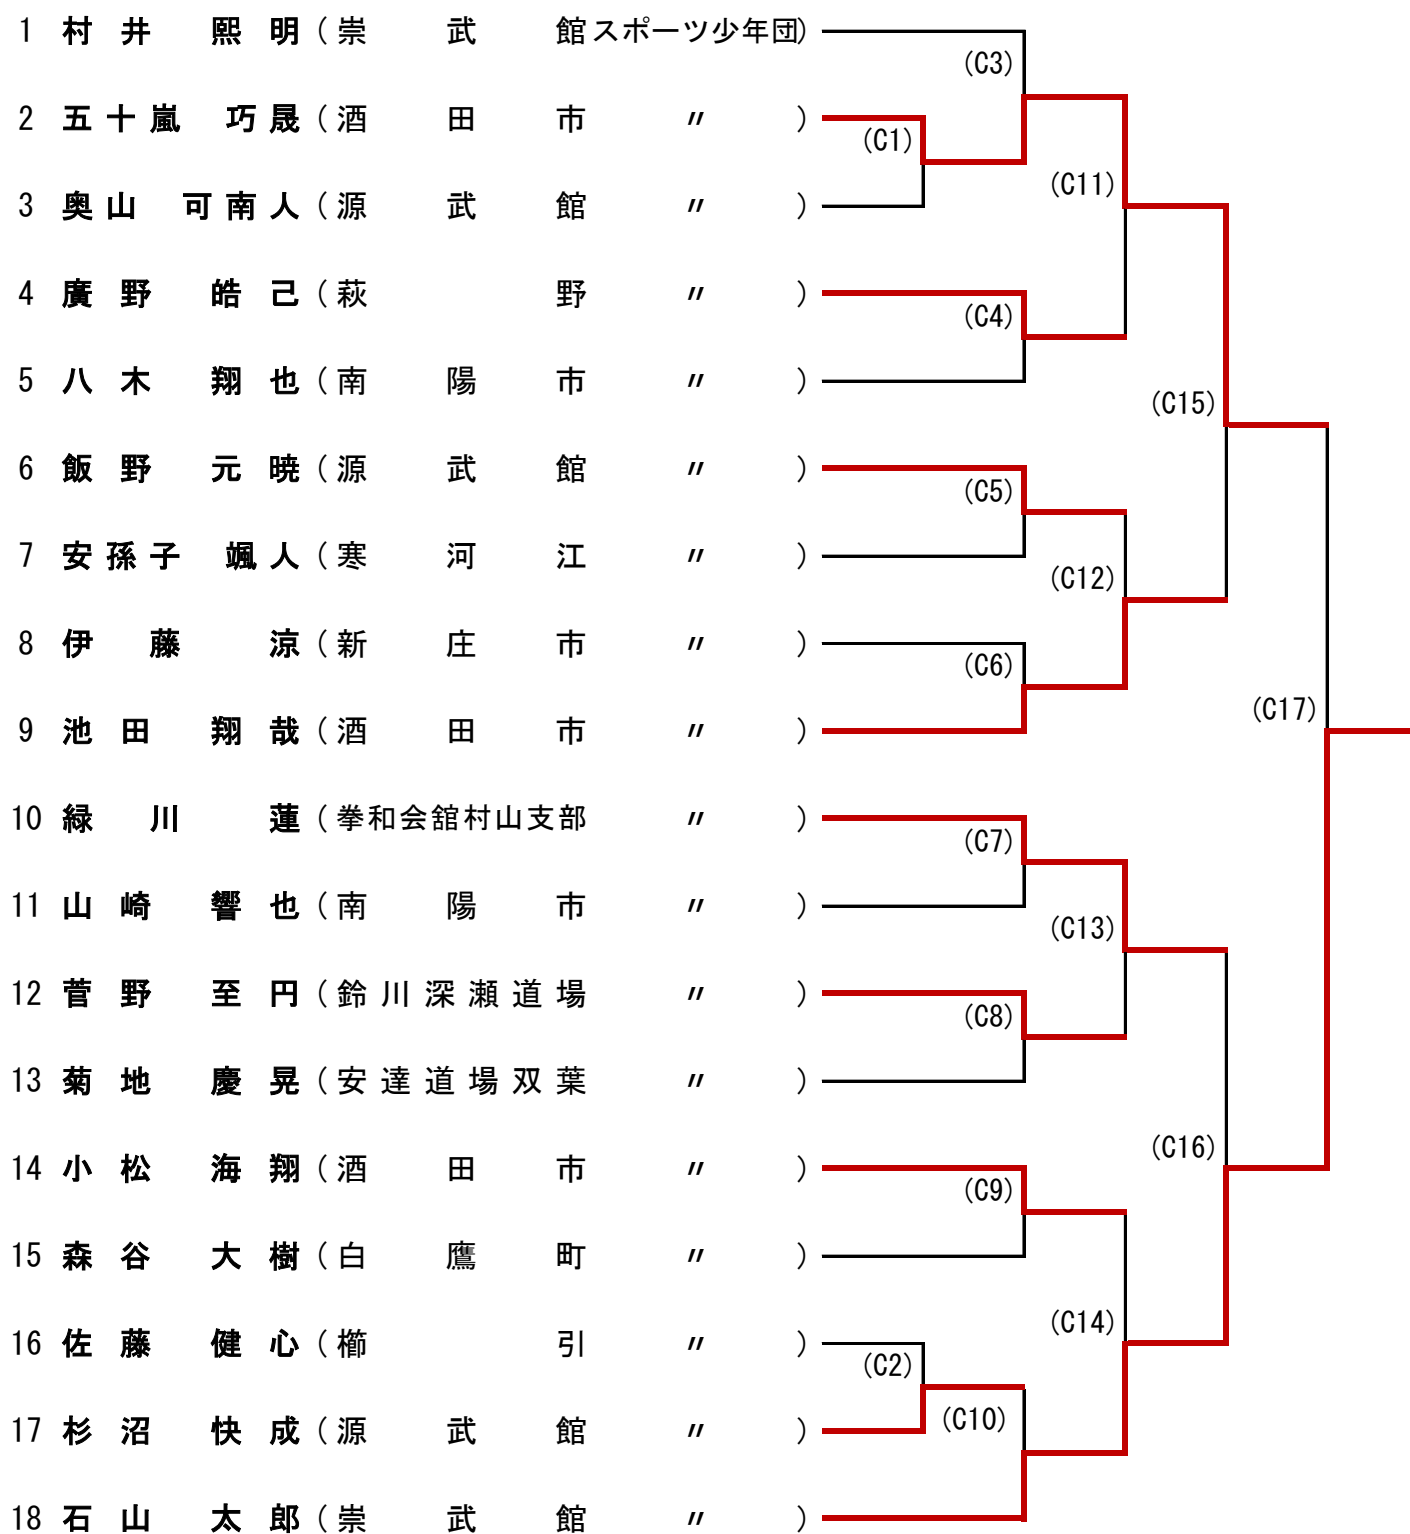 1 村井 熙明(崇武館スポーツ少年団)
2 五十嵐 巧晟(酒田市 〃 )
3 奥山 可南人(源武館 〃 )
4 廣野 皓己(萩野 〃 )
5 八木 翔也(南陽市 〃 )
6 飯野 元暁(源武館 〃 )
7 安孫子 颯人(寒河江 〃 )
8 伊藤 涼(新庄市 〃 )
9 池田 翔哉(酒田市 〃 )
10 緑川 蓮(拳和会舘村山支部 〃 )
11 山崎 響也(南陽市 〃 )
12 菅野 至円(鈴川深瀬道場 〃 )
13 菊地 慶晃(安達道場双葉 〃 )
14 小松 海翔(酒田市 〃 )
15 森谷 大樹(白鷹町 〃 )
16 佐藤 健心(櫛引 〃 )
17 杉沼 快成(源武館 〃 )
18 石山 太郎(崇武館 〃 )
(C1)
(C2)
(C3)
(C4)
(C5)
(C6)
(C7)
(C8)
(C9)
(C10)
(C11)
(C12)
(C13)
(C14)
(C15)
(C16)
(C17)